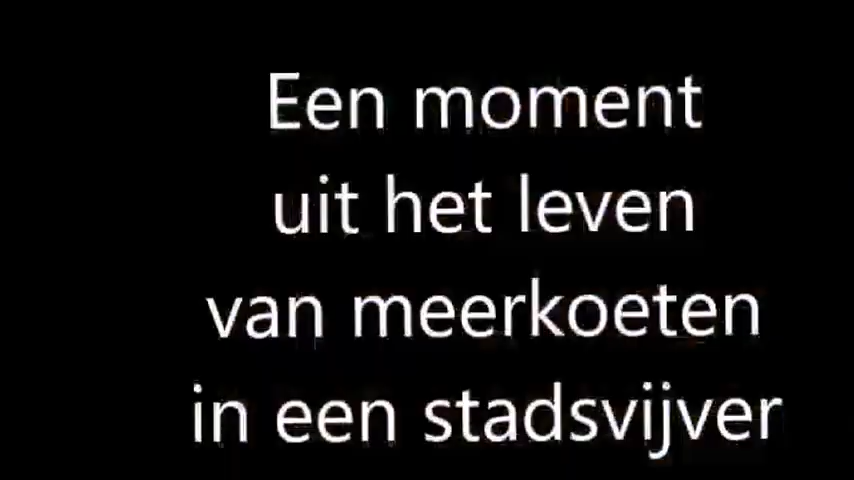 Een moment
uit het leven
van meerkoeten
in een stadsvijver